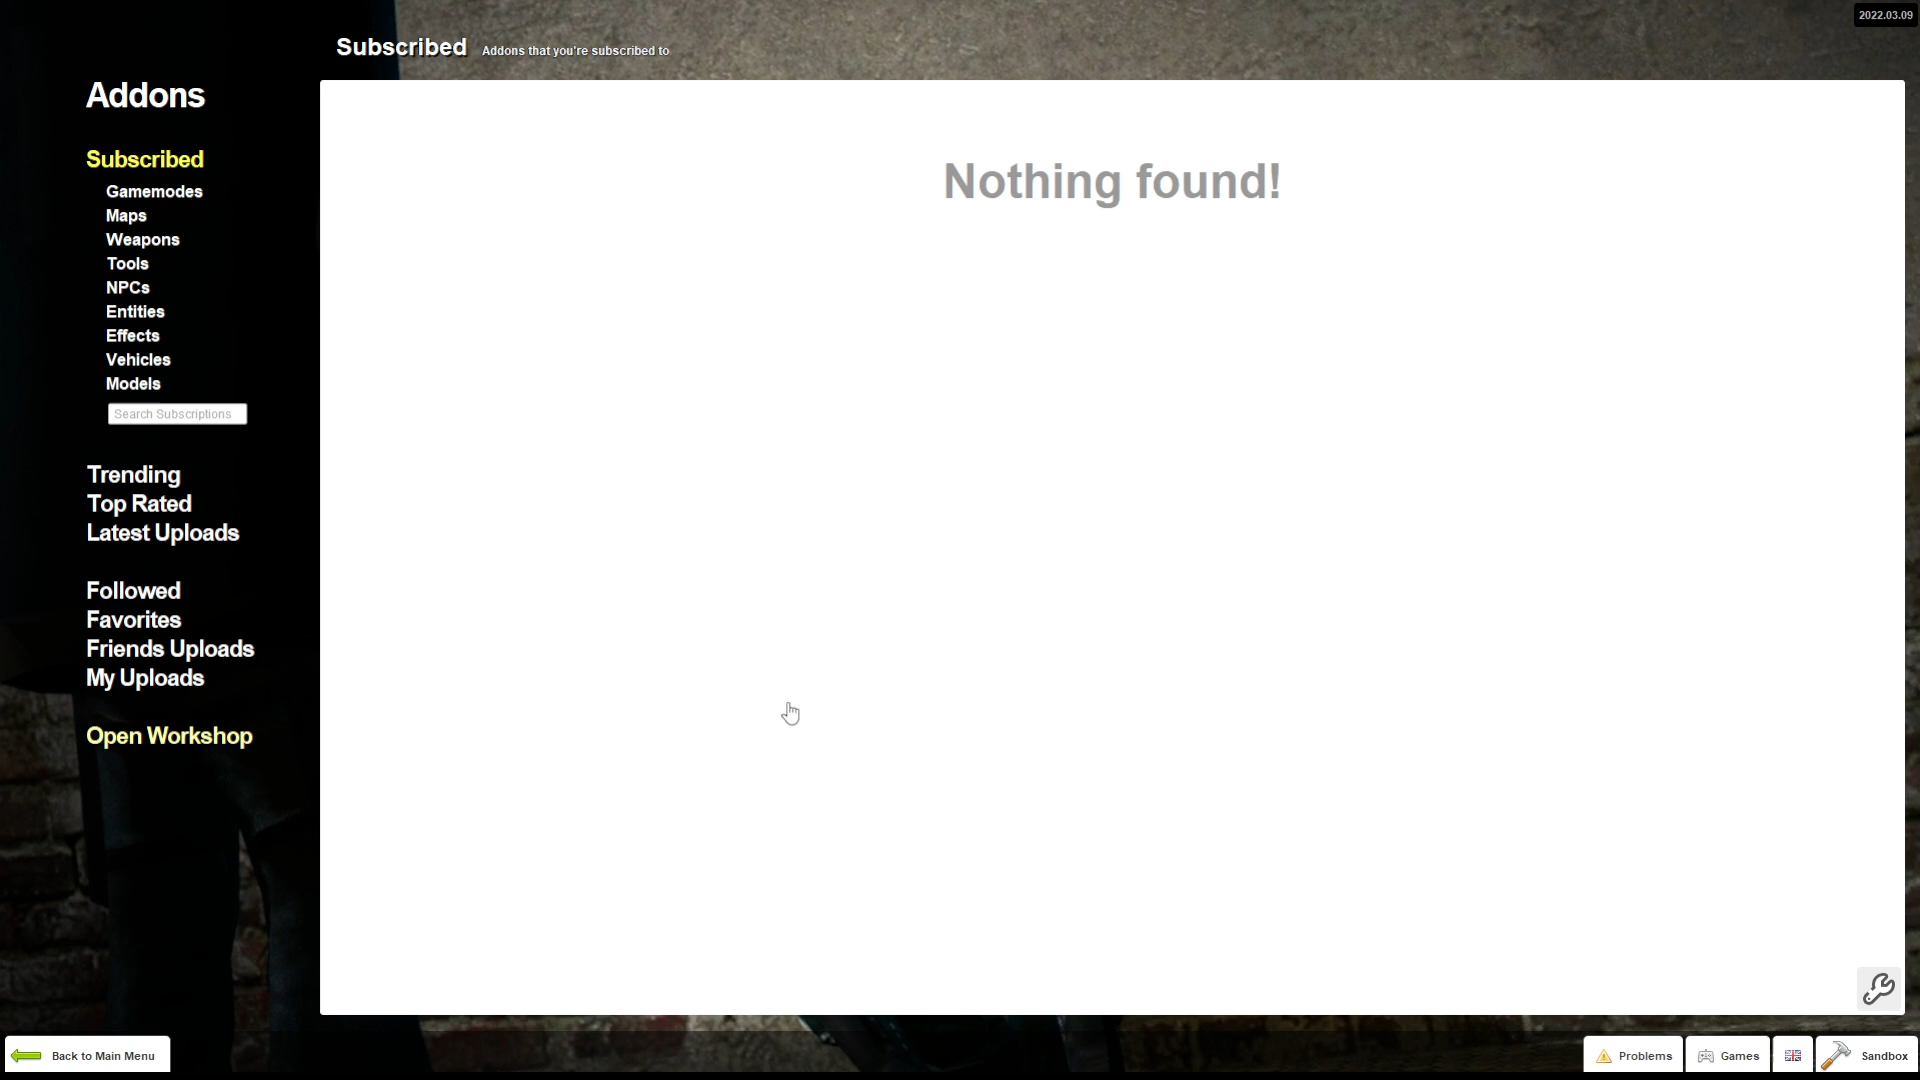 2022.03.09
Subscribed Addons that you're subscribed to
Addons
Nothing found!
Subscribed
Gamemodes
Maps
Weapons
Tools
NPCs
Entities
Effects
Vehicles
Models
Search Subscriptions
Trending
Top Rated
Latest Uploads
Followed
Favorites
Friends Uploads
My Uploads
Open Workshop
Back to Main Menu
Problems
Games
Sandbox